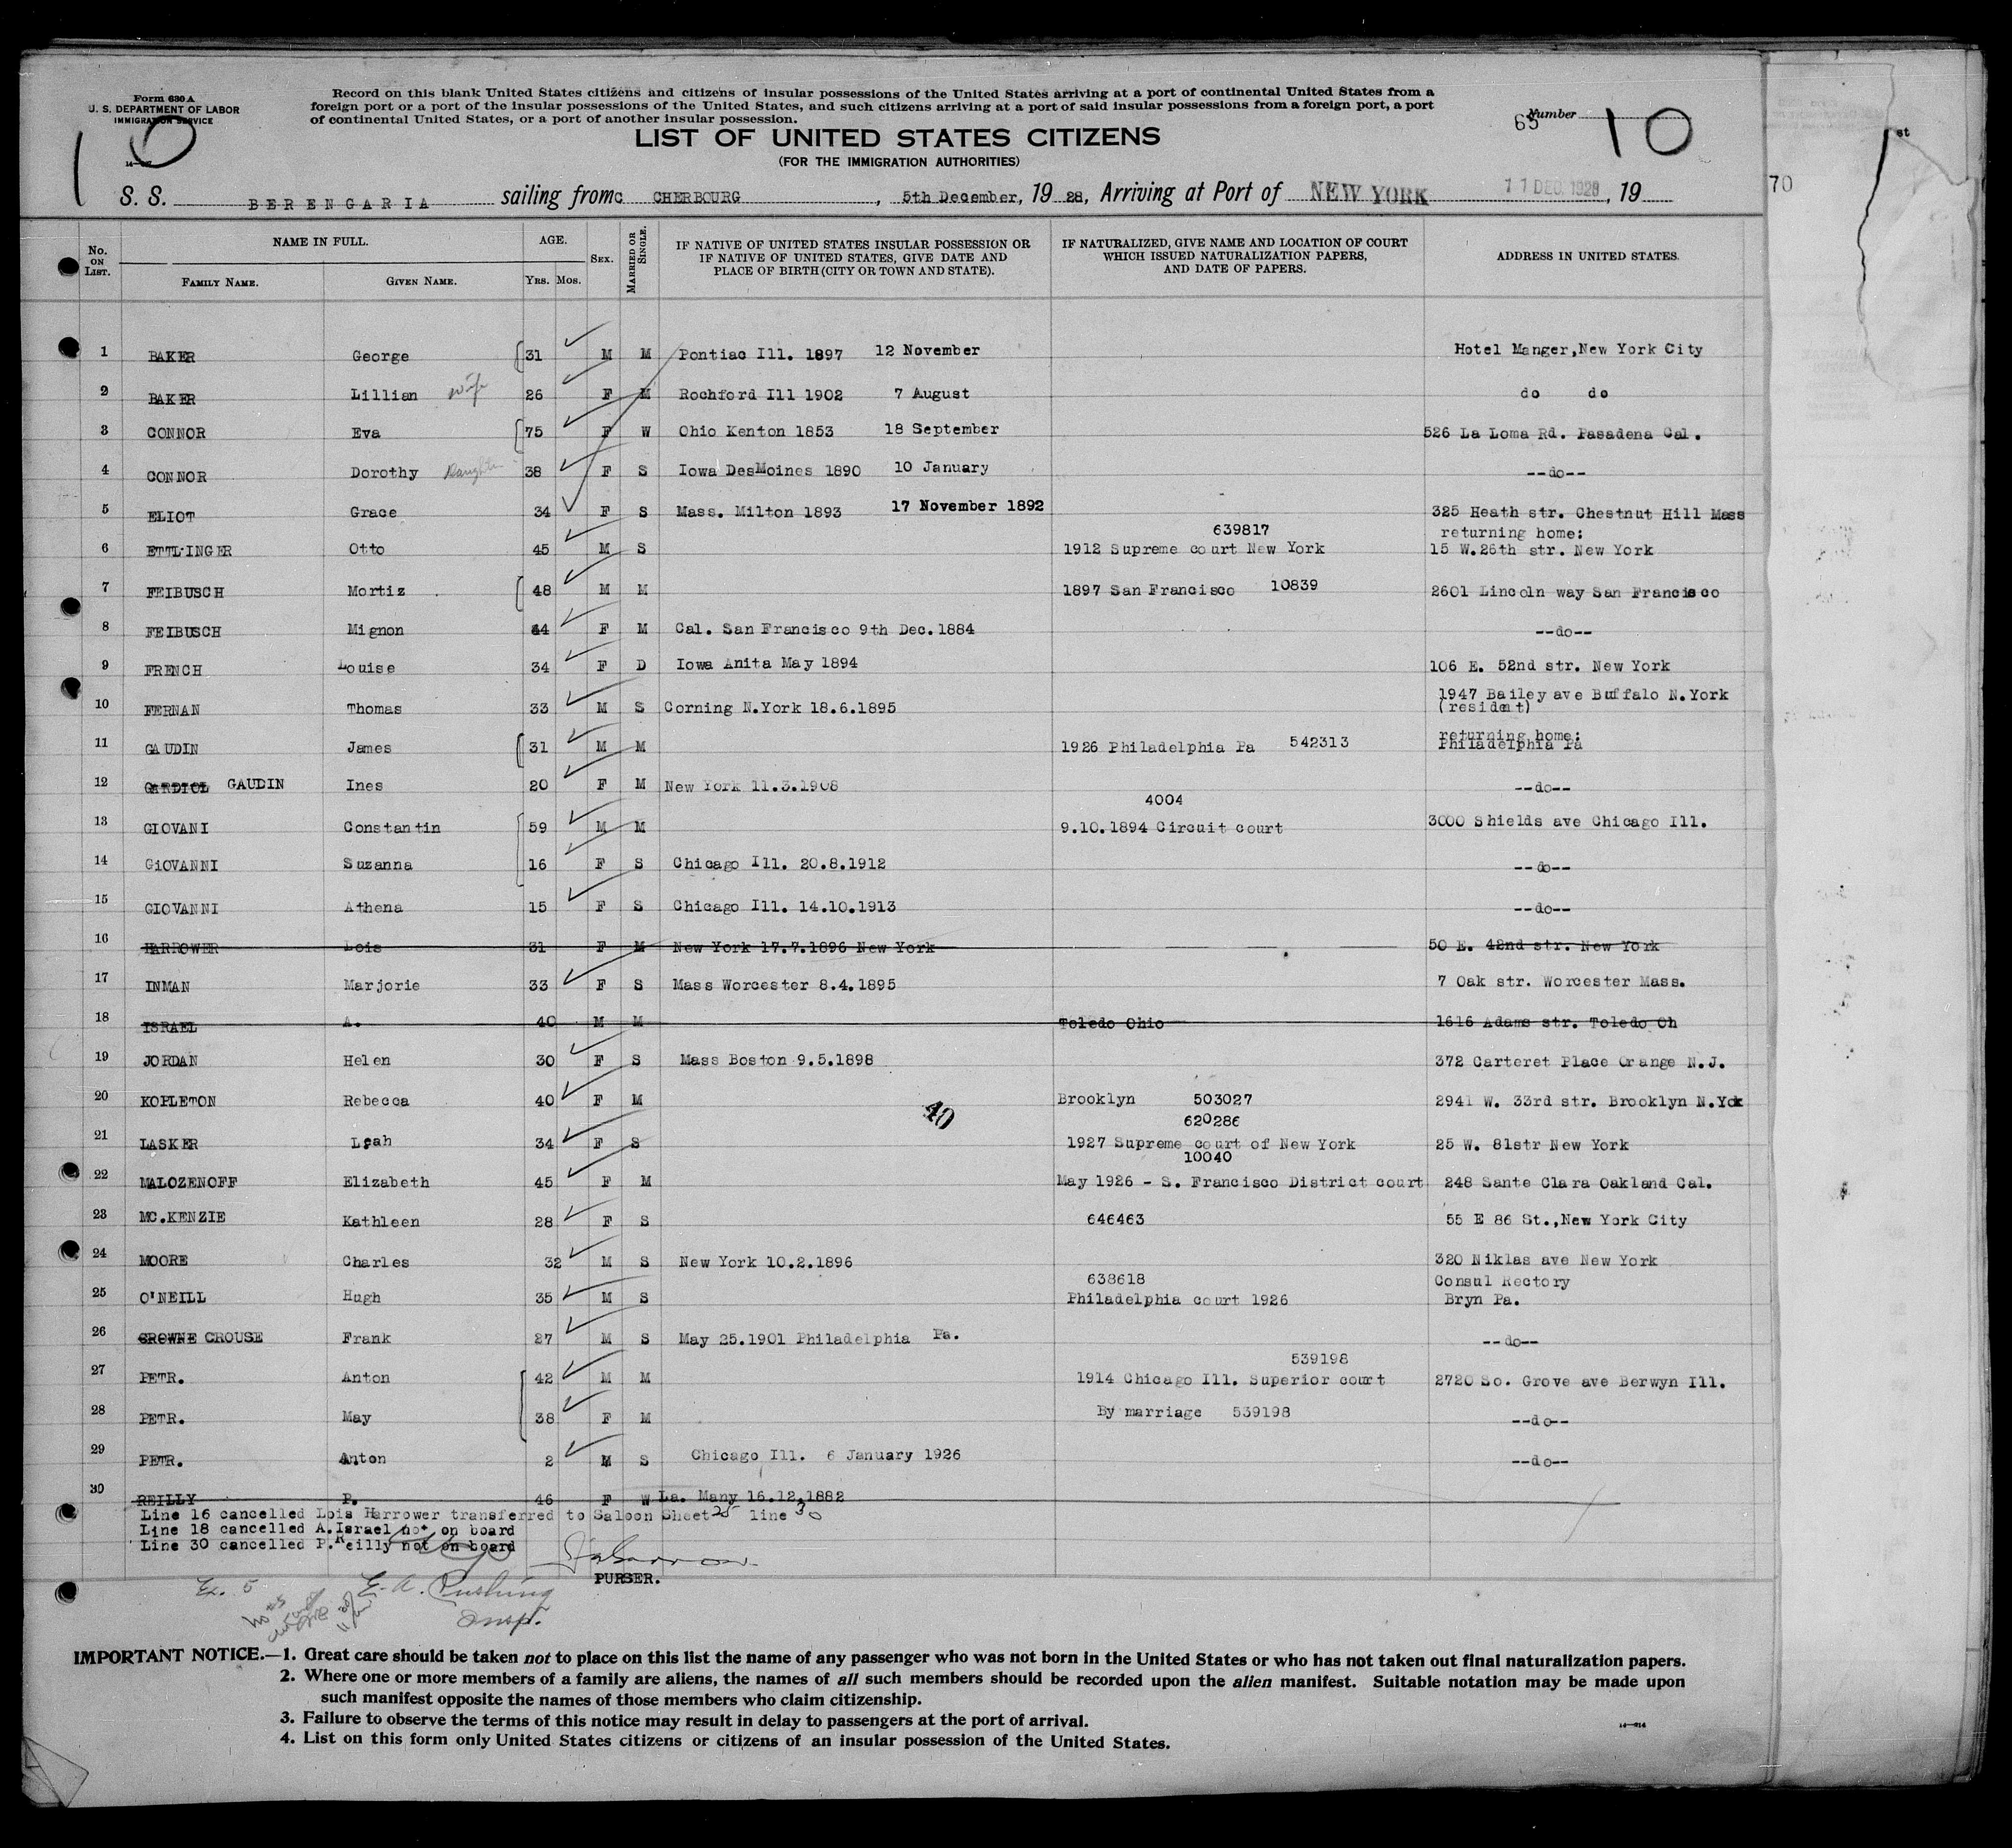 Form 630 A
U. S. DEPARTMENT OF LABOR
IMMIGRATION SERVICE
Record on this blank United States citizens and citizens of insular possessions of the United States arriving at a port of continental United States from a
foreign port or a port of the insular possessions of the United States, and such citizens arriving at a port of said insular possessions from a foreign port, a port
of continental United States, or a port of another insular possession.
10
65 Number 10
LIST OF UNITED STATES CITIZENS
(FOR THE IMMIGRATION AUTHORITIES)
S. S. BERENGARIA sailing from CHERBOURG, 5th December, 19 28, Arriving at Port of NEW YORK 11 DEC 1928, 19
70
st
No. ON LIST. NAME IN FULL. AGE. SEX. MARRIED OR SINGLE. IF NATIVE OF UNITED STATES INSULAR POSSESSION OR IF NATIVE OF UNITED STATES, GIVE DATE AND PLACE OF BIRTH (CITY OR TOWN AND STATE). IF NATURALIZED, GIVE NAME AND LOCATION OF COURT WHICH ISSUED NATURALIZATION PAPERS, AND DATE OF PAPERS. ADDRESS IN UNITED STATES.
FAMILY NAME. GIVEN NAME. YRS. MOS.
1 BAKER George 31 M M Pontiac Ill. 1897 12 November Hotel Manger,New York City
2 BAKER Lillian wife 26 F M Rochford Ill 1902 7 August do do
3 CONNOR Eva 75 F W Ohio Kenton 1853 18 September 526 La Loma Rd. Pasadena Cal.
4 CONNOR Dorothy Daughter 38 F S Iowa DesMoines 1890 10 January --do--
5 ELIOT Grace 34 F S Mass. Milton 1893 17 November 1892 325 Heath str. Chestnut Hill Mass
639817 returning home:
6 ETTLINGER Otto 45 M S 1912 Supreme court New York 15 W.26th str. New York
7 FEIBUSCH Mortiz 48 M M 1897 San Francisco 10839 2601 Lincoln way San Francisco
8 FEIBUSCH Mignon 44 F M Cal. San Francisco 9th Dec.1884 --do--
9 FRENCH Louise 34 F D Iowa Anita May 1894 106 E. 52nd str. New York
1947 Bailey ave Buffalo N.York
10 FERNAN Thomas 33 M S Corning N.York 18.6.1895 (resident)
returning home:
11 GAUDIN James 31 M M 1926 Philadelphia Pa 542313 Philadelphia Pa
12 GARDIOL GAUDIN Ines 20 F M New York 11.3.1908 --do--
4004
13 GIOVANI Constantin 59 M M 9.10.1894 Circuit court 3000 Shields ave Chicago Ill.
14 GiOVANNI Suzanna 16 F S Chicago Ill. 20.8.1912 --do--
15 GIOVANNI Athena 15 F S Chicago Ill. 14.10.1913 --do--
16 HARROWER Lois 31 F M New York 17.7.1896 New York 50 E. 42nd str. New York
17 INMAN Marjorie 33 F S Mass Worcester 8.4.1895 7 Oak str. Worcester Mass.
18 ISRAEL A. 40 M M Toledo Ohio 1616 Adams str. Toledo Oh
19 JORDAN Helen 30 F S Mass Boston 9.5.1898 372 Carteret Place Orange N.J.
20 KOPLETON Rebecca 40 F M Brooklyn 503027 2941 W. 33rd str. Brooklyn N.Yok
40
620286
21 LASKER Leah 34 F S 1927 Supreme court of New York 25 W. 81str New York
10040
22 MALOZENOFF Elizabeth 45 F M May 1926 - S. Francisco District court 248 Sante Clara Oakland Cal.
23 MC.KENZIE Kathleen 28 F S 646463 55 E 86 St.,New York City
24 MOORE Charles 32 M S New York 10.2.1896 320 Niklas ave New York
638618 Consul Rectory
25 O'NEILL Hugh 35 M S Philadelphia court 1926 Bryn Pa.
26 CROWNE CROUSE Frank 27 M S May 25.1901 Philadelphia Pa. --do--
539198
27 PETR. Anton 42 M M 1914 Chicago Ill. Superior court 2720 So. Grove ave Berwyn Ill.
28 PETR. May 38 F M By marriage 539198 --do--
29 PETR. Anton 2 M S Chicago Ill. 6 January 1926 --do--
30 REILLY P. 46 F W La. Many 16.12.1882
Line 16 cancelled Lois Harrower transferred to Saloon Sheet 25 line 30
Line 18 cancelled A.Israel not on board
Line 30 cancelled P.Reilly not on board
PURSER.
Ex. 5
E. A. Rushing
Insp.
IMPORTANT NOTICE.—1. Great care should be taken not to place on this list the name of any passenger who was not born in the United States or who has not taken out final naturalization papers.
2. Where one or more members of a family are aliens, the names of all such members should be recorded upon the alien manifest. Suitable notation may be made upon
such manifest opposite the names of those members who claim citizenship.
3. Failure to observe the terms of this notice may result in delay to passengers at the port of arrival.
4. List on this form only United States citizens or citizens of an insular possession of the United States.